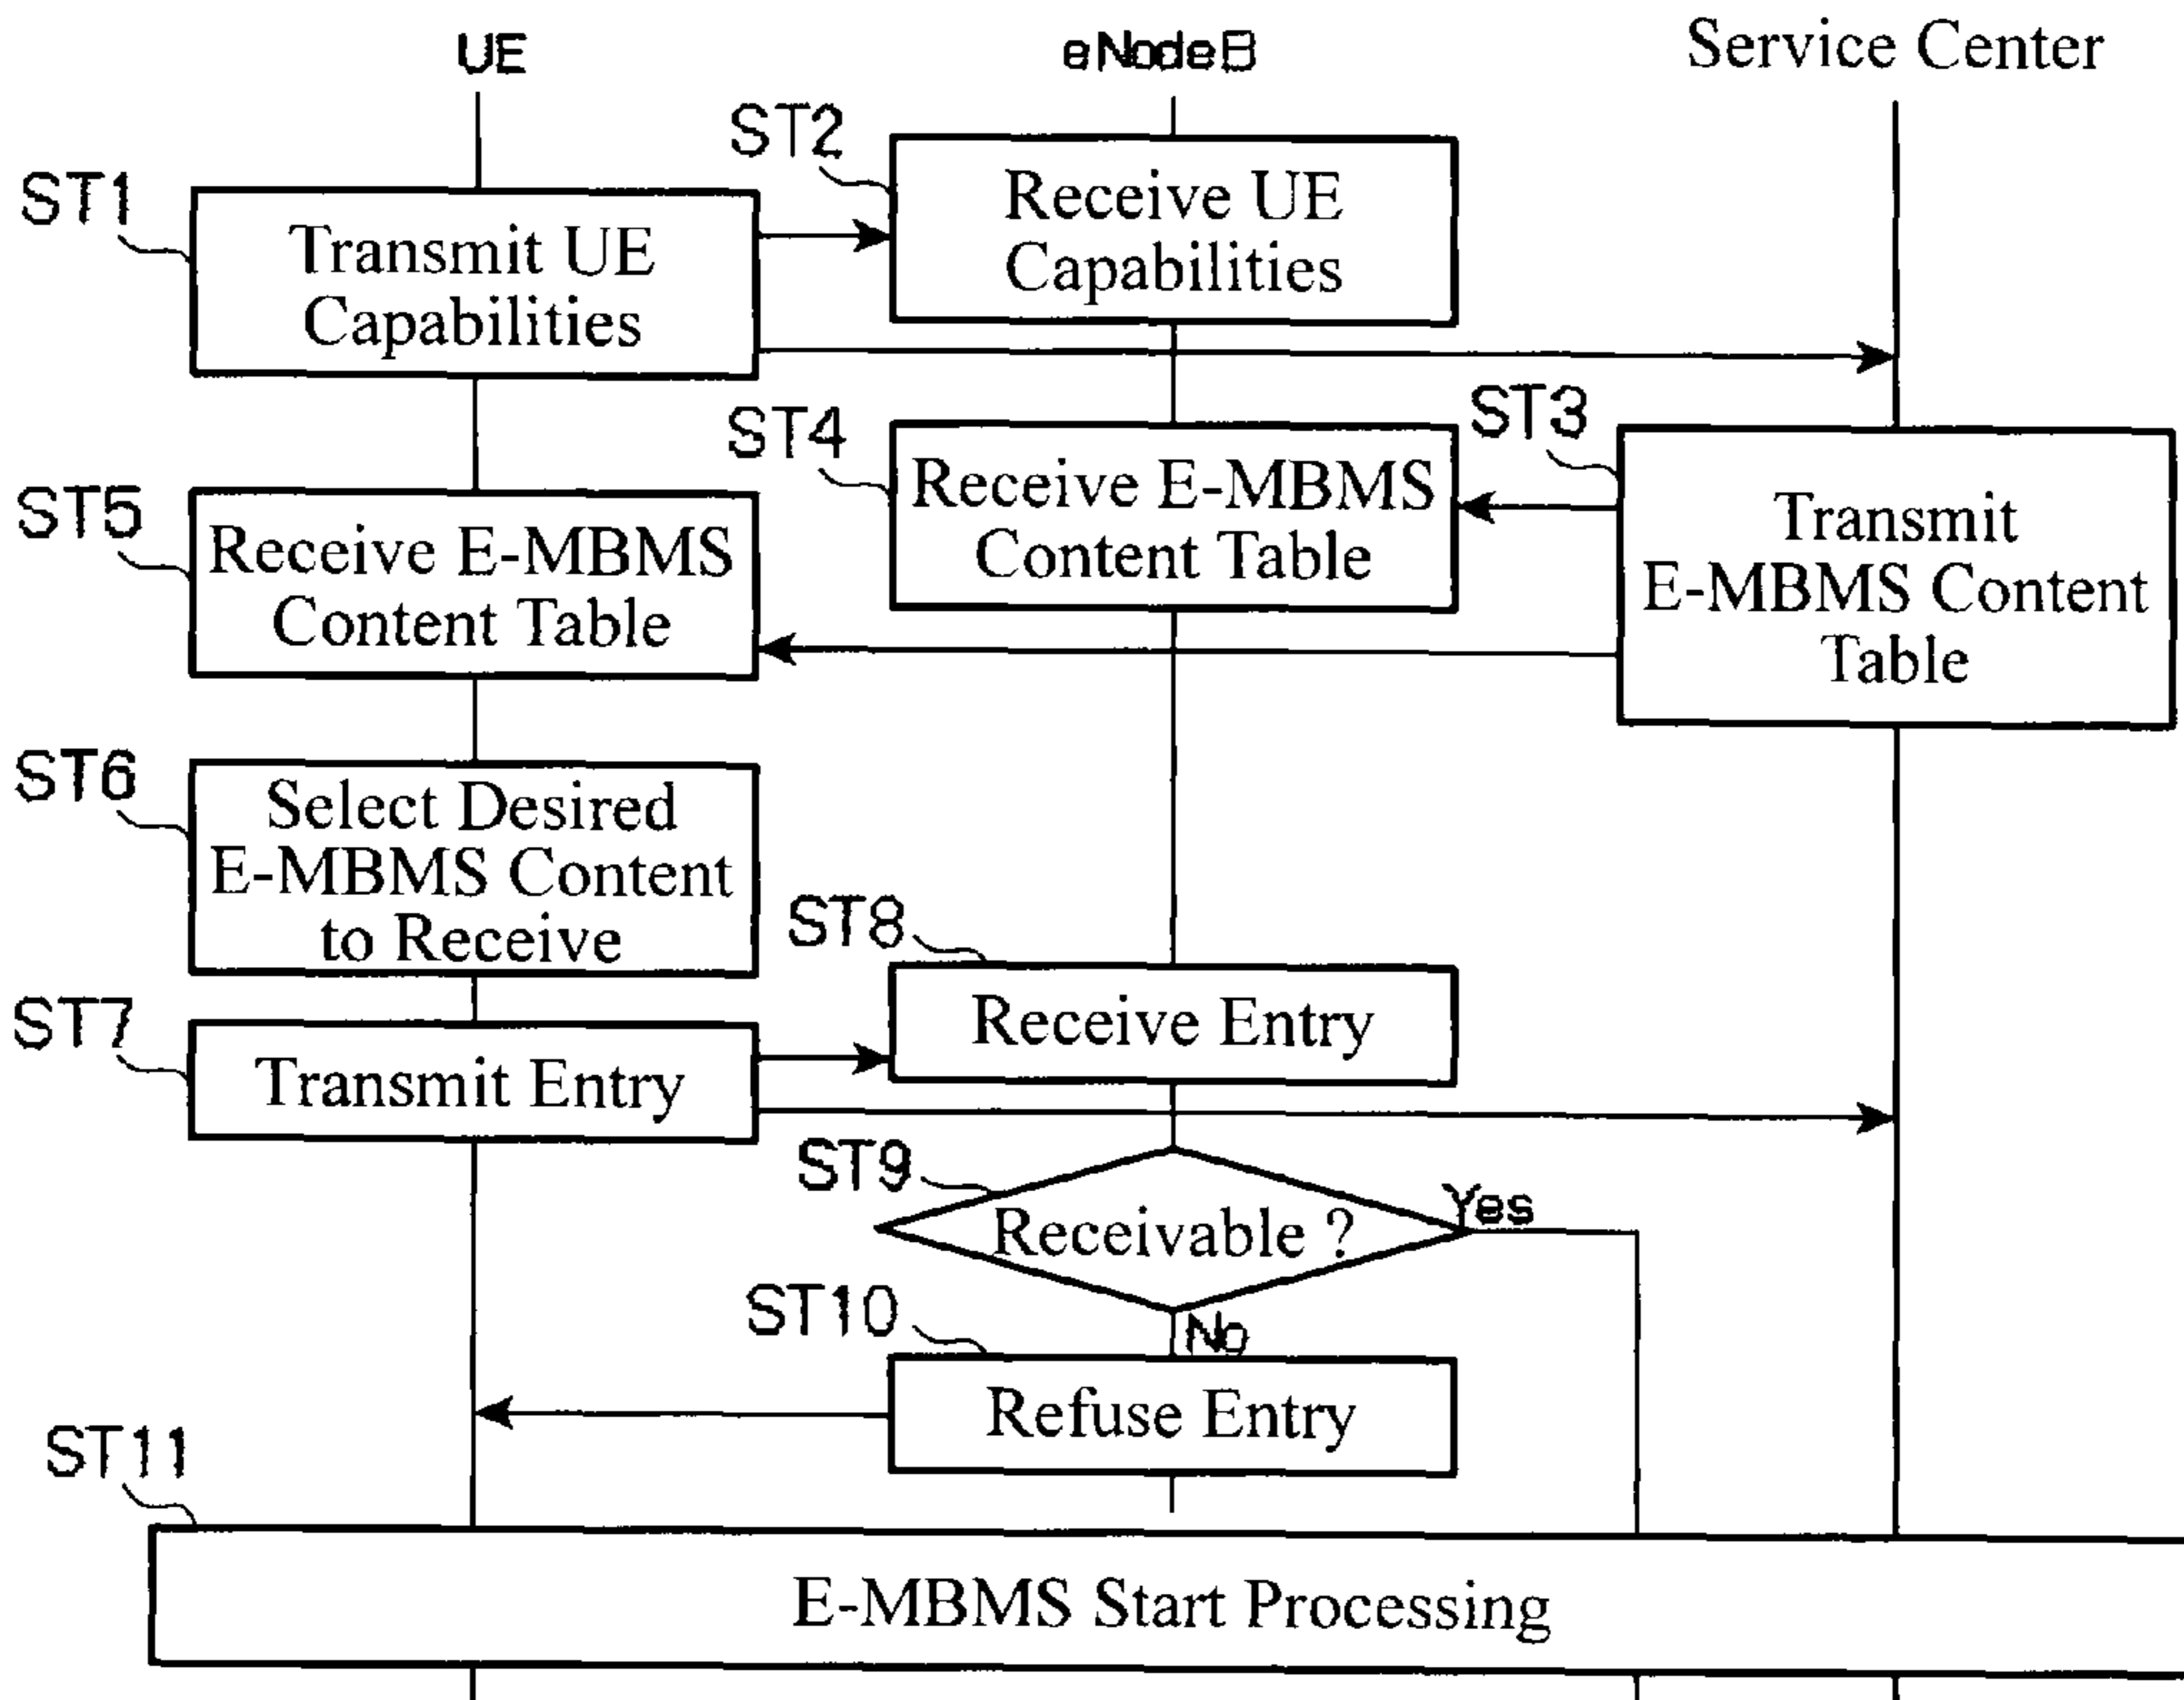 UE
eNodeB
Service Center
ST1
Transmit UE
Capabilities
ST2
Receive UE
Capabilities
ST3
Transmit
E-MBMS Content
Table
ST4
Receive E-MBMS
Content Table
ST5
Receive E-MBMS
Content Table
ST6
Select Desired
E-MBMS Content
to Receive
ST7
Transmit Entry
ST8
Receive Entry
ST9
Receivable ?
Yes
No
ST10
Refuse Entry
ST11
E-MBMS Start Processing